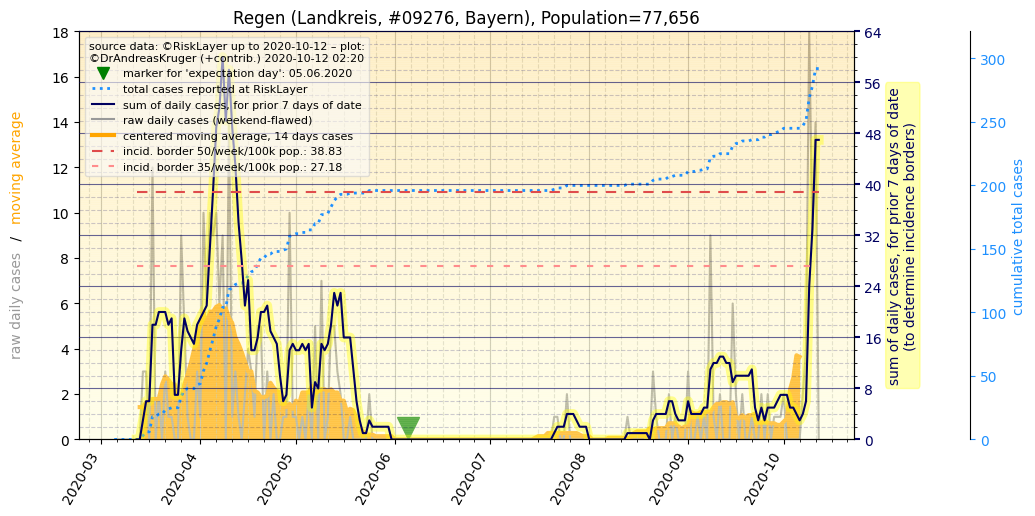 Regen (Landkreis, #09276, Bayern), Population=77,656
source data: ©RiskLayer up to 2020-10-12 – plot:
©DrAndreasKruger (+contrib.) 2020-10-12 02:20
marker for 'expectation day': 05.06.2020
total cases reported at RiskLayer
sum of daily cases, for prior 7 days of date
raw daily cases (weekend-flawed)
centered moving average, 14 days cases
incid. border 50/week/100k pop.: 38.83
incid. border 35/week/100k pop.: 27.18
raw daily cases / moving average
18
16
14
12
10
8
6
4
2
0
2020-03
2020-04
2020-05
2020-06
2020-07
2020-08
2020-09
2020-10
64
56
48
40
32
24
16
8
0
sum of daily cases, for prior 7 days of date
(to determine incidence borders)
300
250
200
150
100
50
0
cumulative total cases